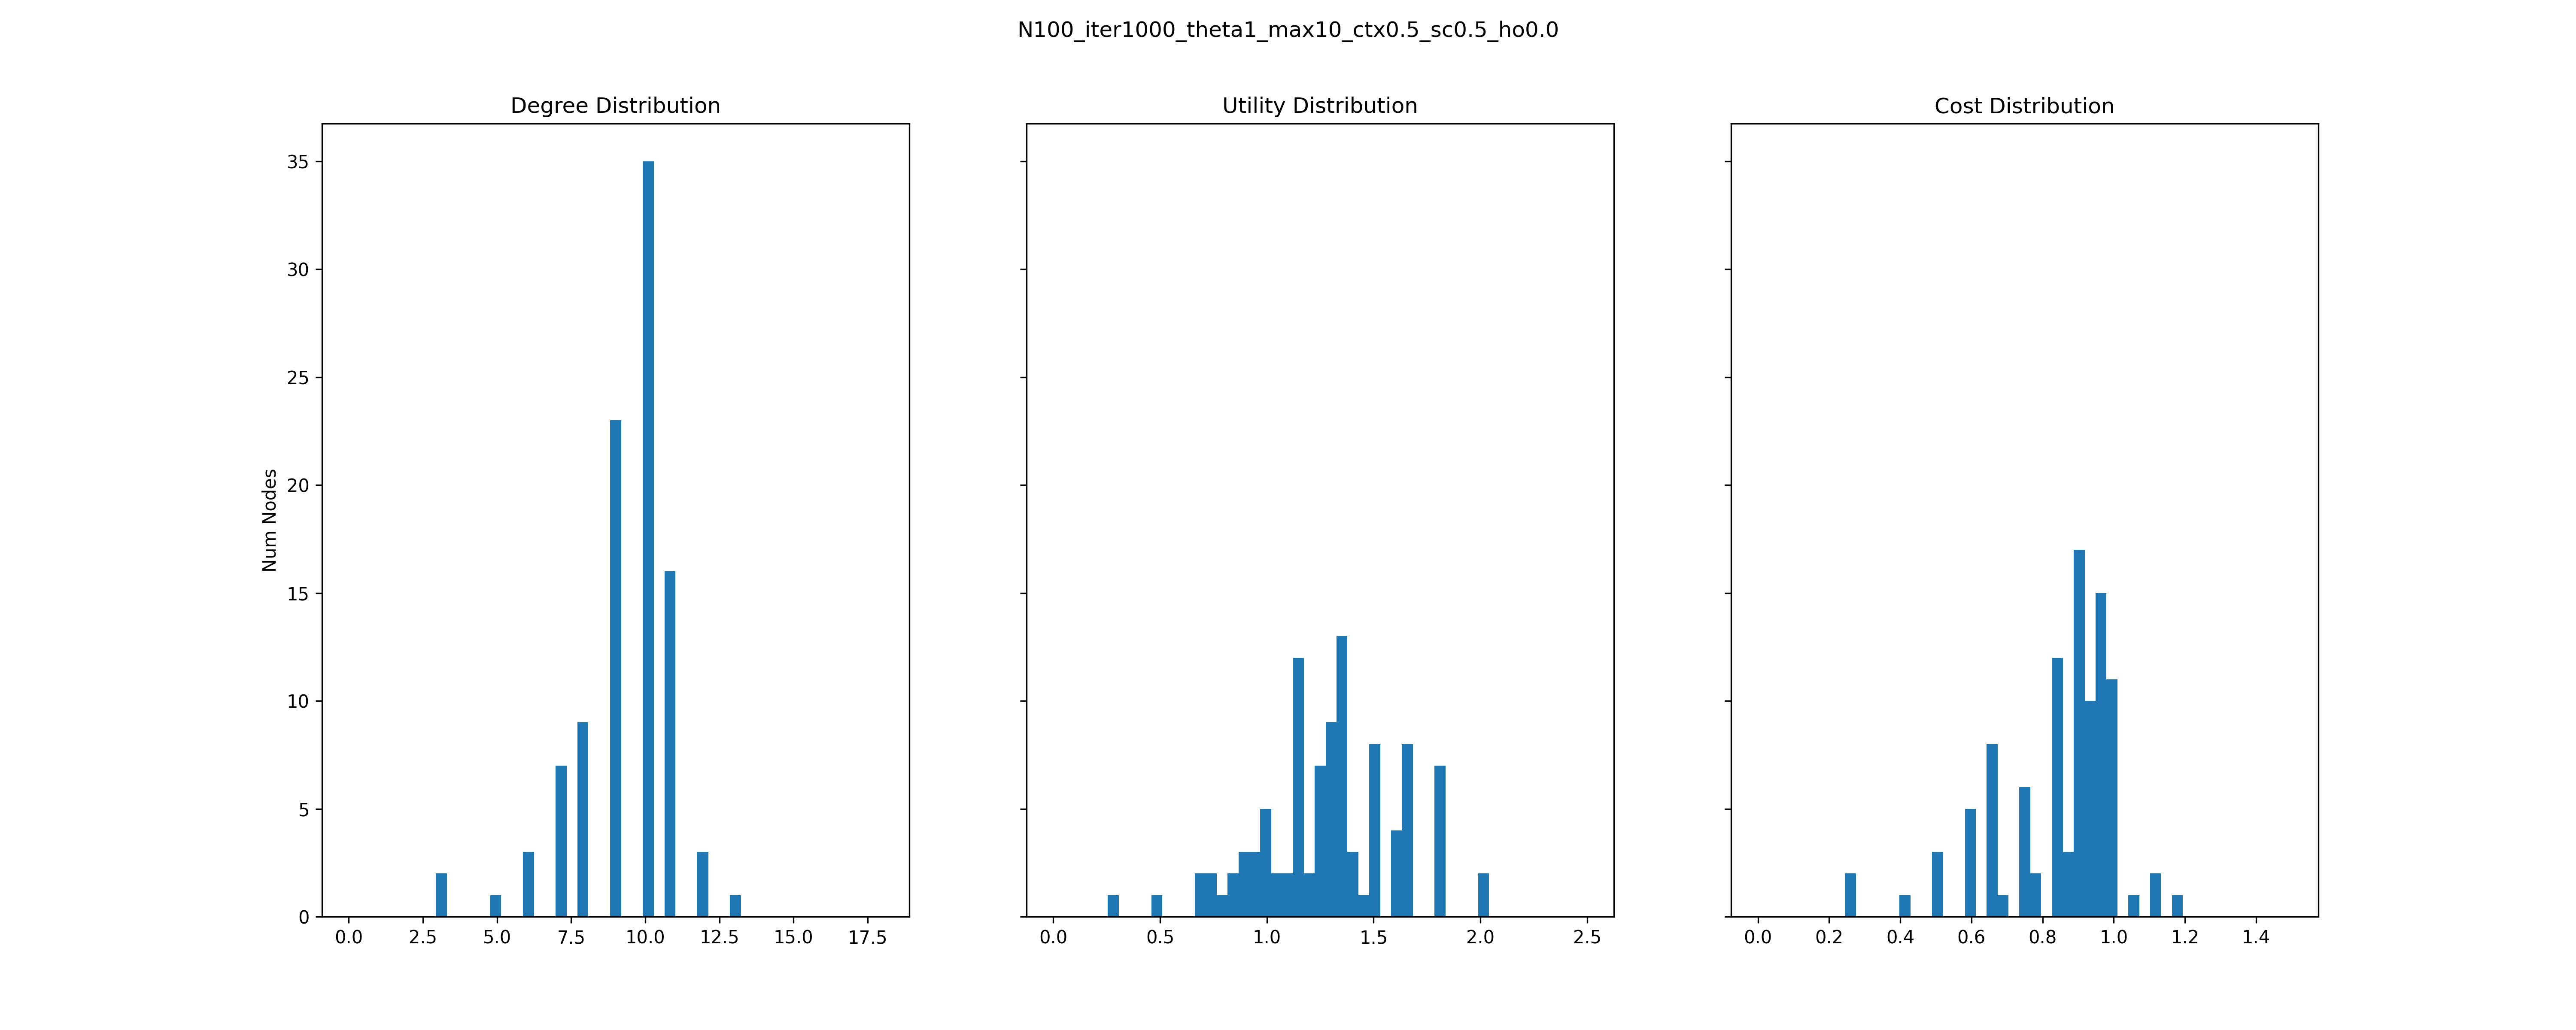 N100_iter1000_theta1_max10_ctx0.5_sc0.5_ho0.0
Degree Distribution
Num Nodes
35
30
25
20
15
10
5
0
0.0 2.5 5.0 7.5 10.0 12.5 15.0 17.5
Utility Distribution
0.0 0.5 1.0 1.5 2.0 2.5
Cost Distribution
0.0 0.2 0.4 0.6 0.8 1.0 1.2 1.4